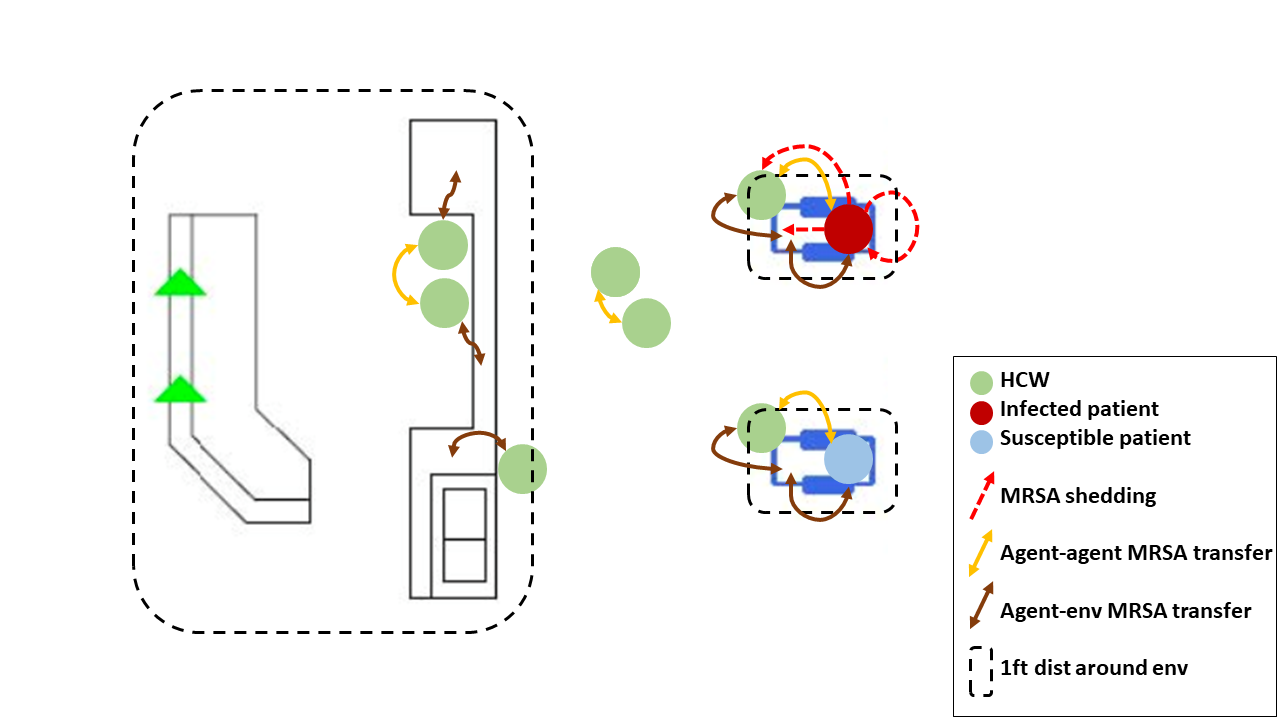 HCW
Infected patient
Susceptible patient
MRSA shedding
Agent-agent MRSA transfer
Agent-env MRSA transfer
1ft dist around env